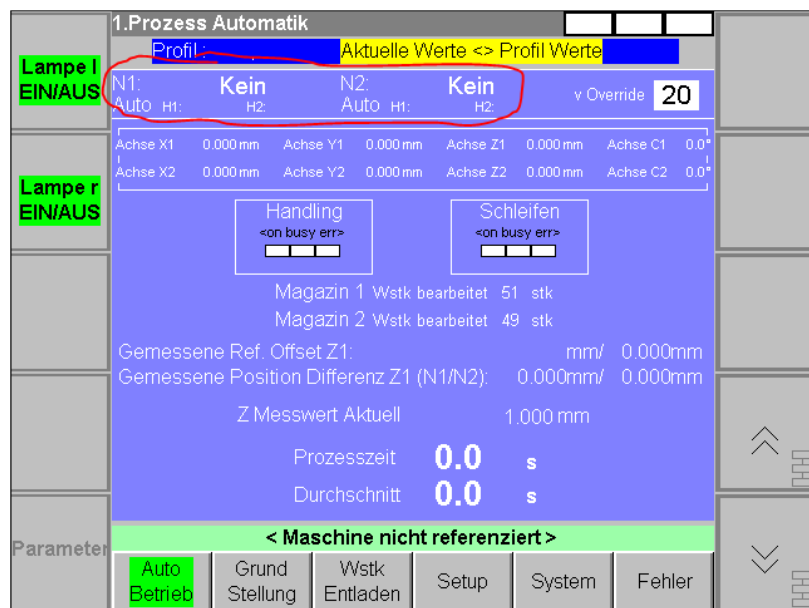 1.Prozess Automatik
Profil : Aktuelle Werte <> Profil Werte
Lampe l
EIN/AUS
N1: Kein N2: Kein
Auto H1: H2: Auto H1: H2:
v Override 20
Achse X1 0.000 mm Achse Y1 0.000 mm Achse Z1 0.000 mm Achse C1 0.0°
Achse X2 0.000 mm Achse Y2 0.000 mm Achse Z2 0.000 mm Achse C2 0.0°
Lampe r
EIN/AUS
Handling Schleifen
<on busy err> <on busy err>
Magazin 1 Wstk bearbeitet 51 stk
Magazin 2 Wstk bearbeitet 49 stk
Gemessene Ref. Offset Z1: mm/ 0.000mm
Gemessene Position Differenz Z1 (N1/N2): 0.000mm/ 0.000mm
Z Messwert Aktuell 1.000 mm
Prozesszeit 0.0 s
Durchschnitt 0.0 s
< Maschine nicht referenziert >
Parameter
Auto Grund Wstk Setup System Fehler
Betrieb Stellung Entladen